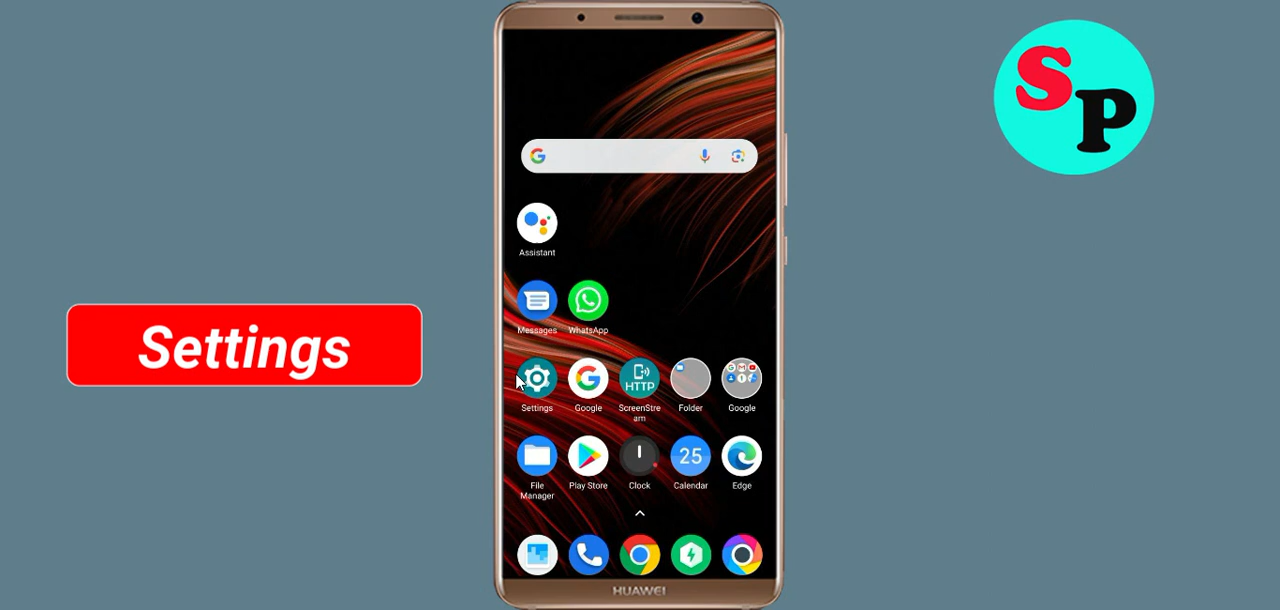 S
P
Assistant
Messages
WhatsApp
Settings
Settings
Google
HTTP
ScreenStre
am
Folder
Google
25
File
Manager
Play Store
Clock
Calendar
Edge
HUAWEI